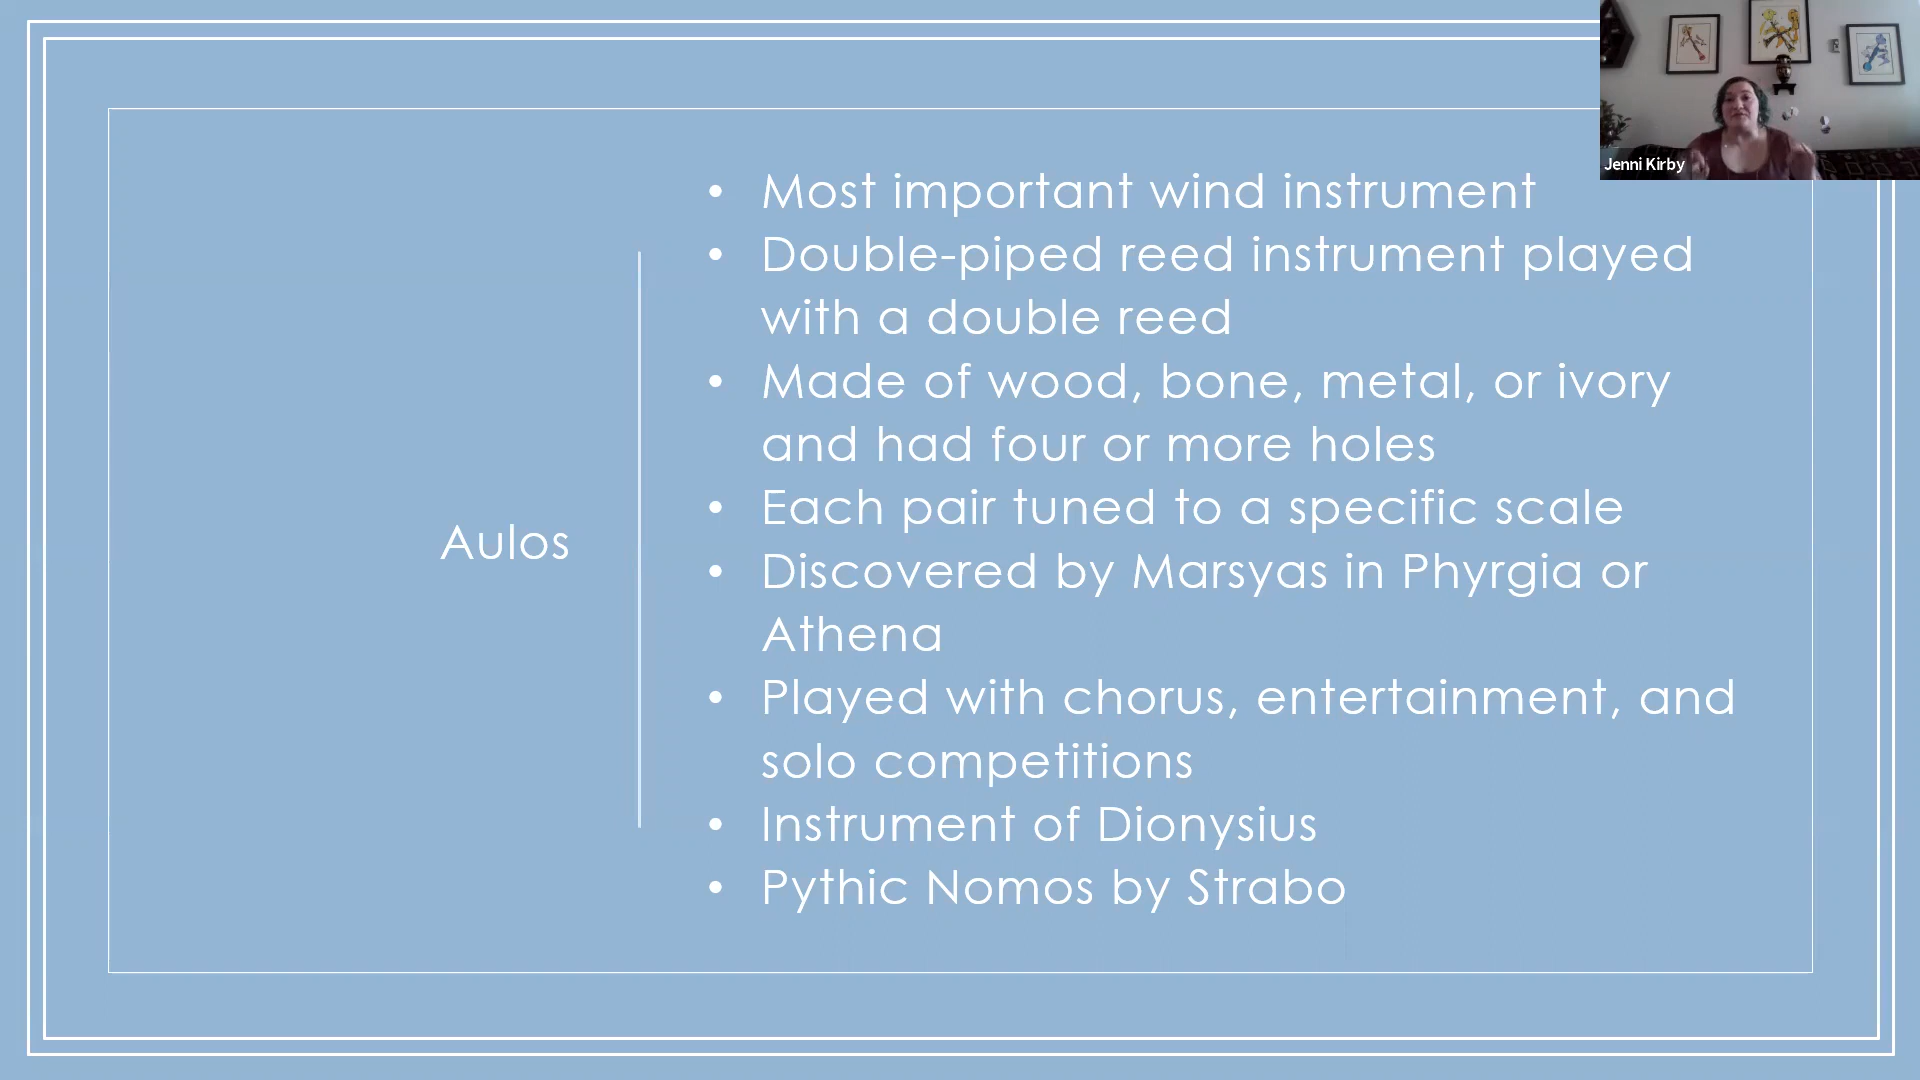 Jenni Kirby
Aulos
• Most important wind instrument
• Double-piped reed instrument played
with a double reed
• Made of wood, bone, metal, or ivory
and had four or more holes
• Each pair tuned to a specific scale
• Discovered by Marsyas in Phyrgia or
Athena
• Played with chorus, entertainment, and
solo competitions
• Instrument of Dionysius
• Pythic Nomos by Strabo